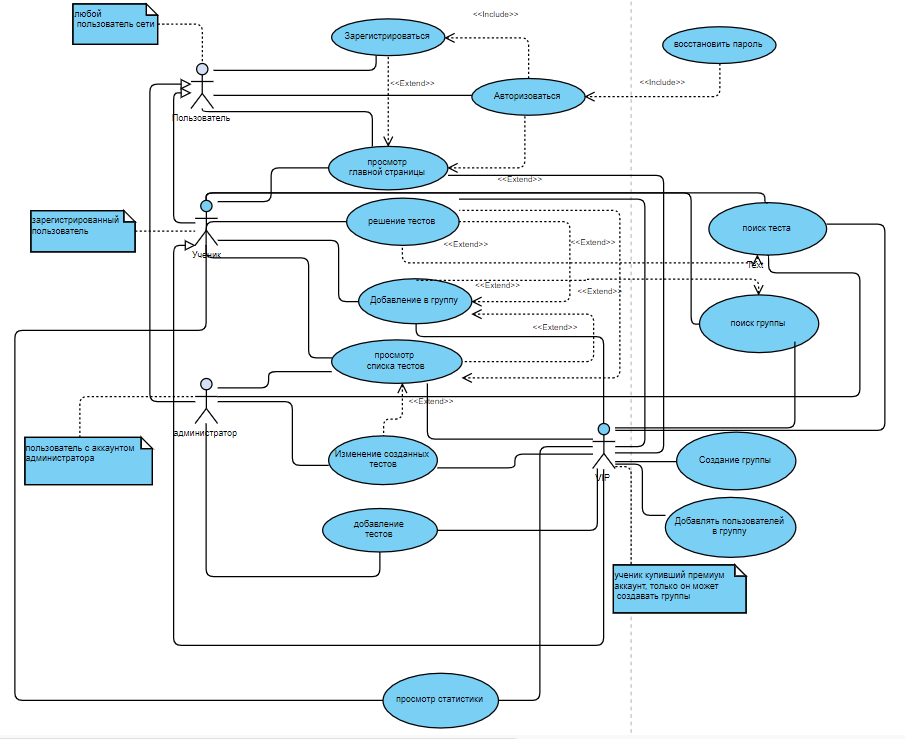 любой
пользователь сети
<<Include>>
Зарегистрироваться
восстановить пароль
<<Extend>>
<<Include>>
Авторизоваться
Пользователь
просмотр
главной страницы
<<Extend>>
зарегистрированный
пользователь
решение тестов
поиск теста
Ученик
<<Extend>>
<<Extend>>
Text
<<Extend>>
<<Extend>>
Добавление в группу
поиск группы
<<Extend>>
просмотр
списка тестов
<<Extend>>
администратор
пользователь с аккаунтом
администратора
Изменение созданных
тестов
VIP
Создание группы
добавление
тестов
Добавлять пользователей
в группу
ученик купивший премиум
аккаунт, только он может
создавать группы
просмотр статистики